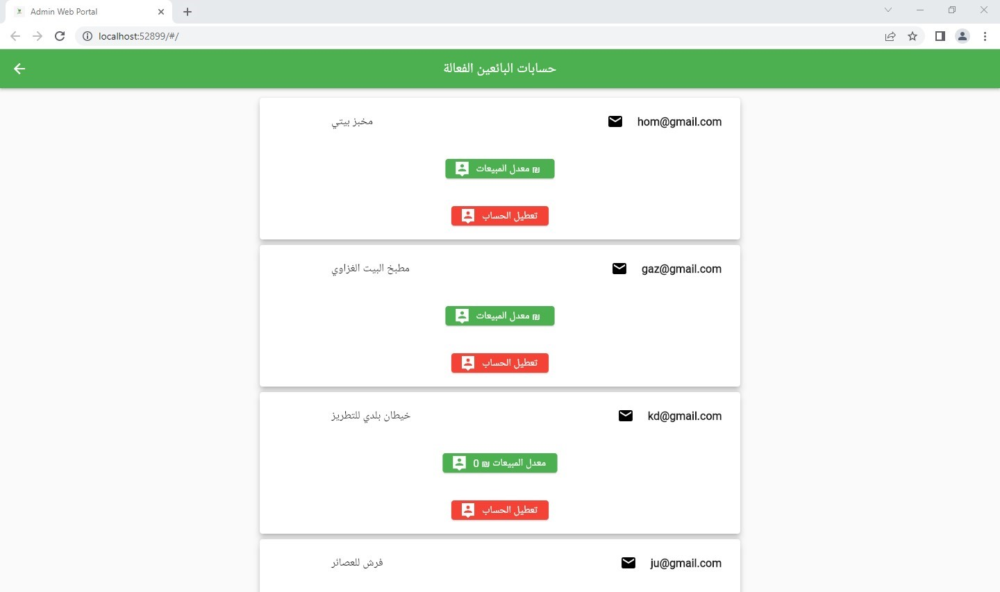 Admin Web Portal
localhost:52899/#/
حسابات البائعين الفعالة
hom@gmail.com
مخبز بيتي
₪ معدل المبيعات
تعطيل الحساب
gaz@gmail.com
مطبخ البيت الغزاوي
₪ معدل المبيعات
تعطيل الحساب
kd@gmail.com
خيطان بلدي للتطريز
معدل المبيعات ₪ 0
تعطيل الحساب
ju@gmail.com
فرش للعصائر